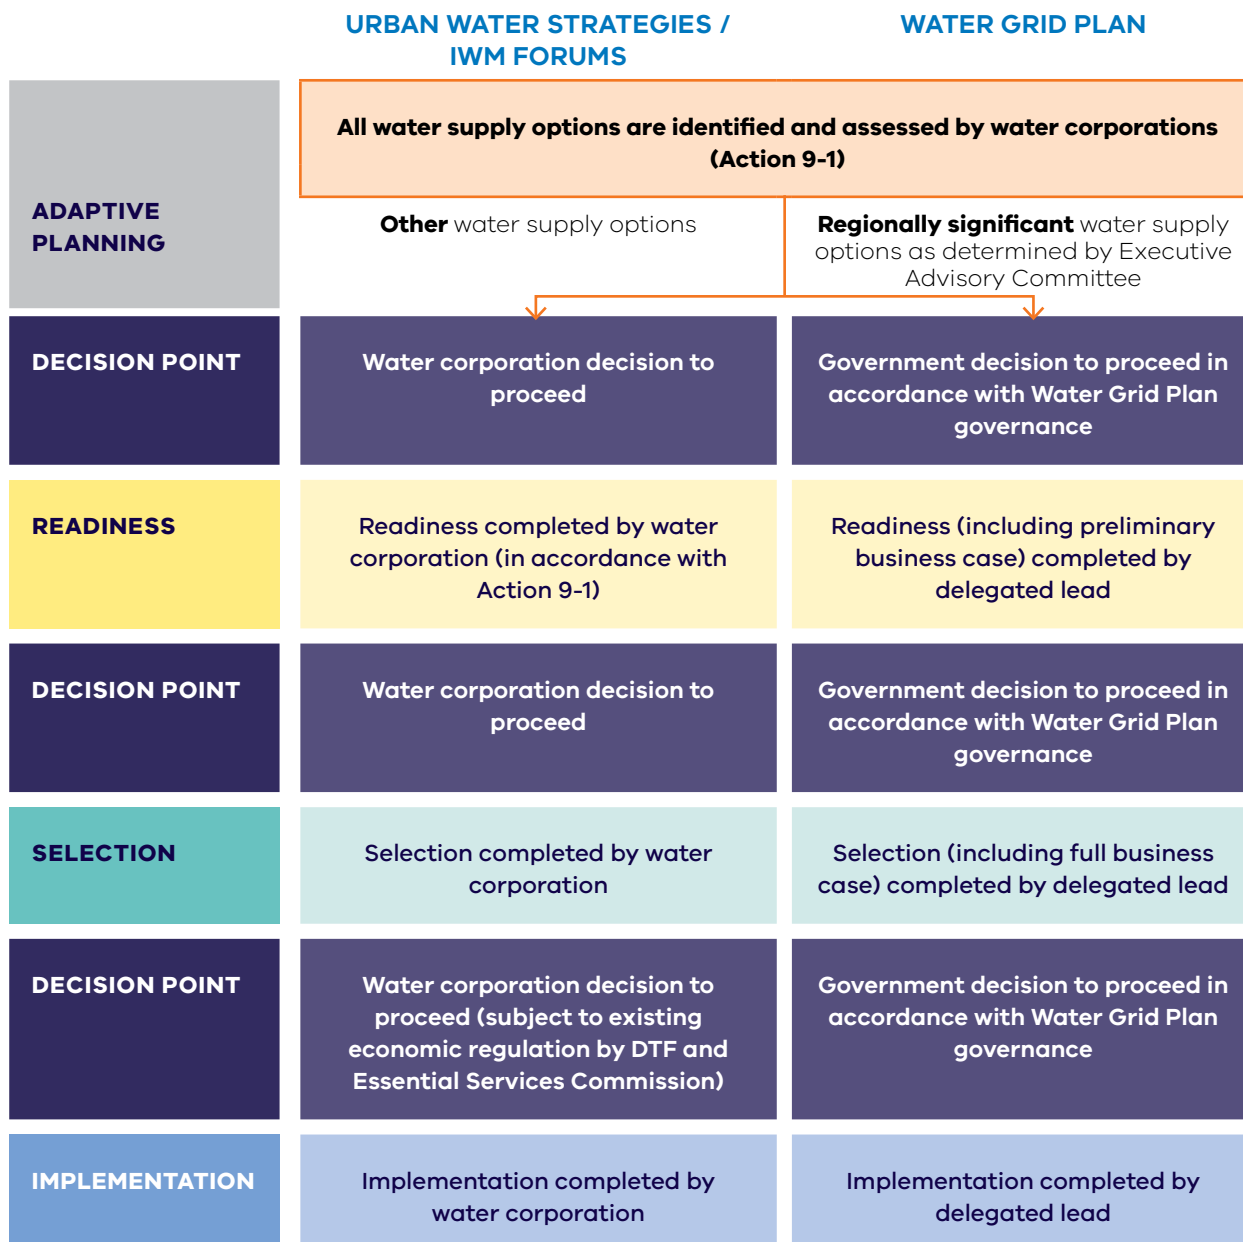 URBAN WATER STRATEGIES /
IWM FORUMS
WATER GRID PLAN
ADAPTIVE
PLANNING
All water supply options are identified and assessed by water corporations
(Action 9-1)
Other water supply options
Regionally significant water supply
options as determined by Executive
Advisory Committee
DECISION POINT
Water corporation decision to
proceed
Government decision to proceed in
accordance with Water Grid Plan
governance
READINESS
Readiness completed by water
corporation (in accordance with
Action 9-1)
Readiness (including preliminary
business case) completed by
delegated lead
DECISION POINT
Water corporation decision to
proceed
Government decision to proceed in
accordance with Water Grid Plan
governance
SELECTION
Selection completed by water
corporation
Selection (including full business
case) completed by delegated lead
DECISION POINT
Water corporation decision to
proceed (subject to existing
economic regulation by DTF and
Essential Services Commission)
Government decision to proceed in
accordance with Water Grid Plan
governance
IMPLEMENTATION
Implementation completed by
water corporation
Implementation completed by
delegated lead